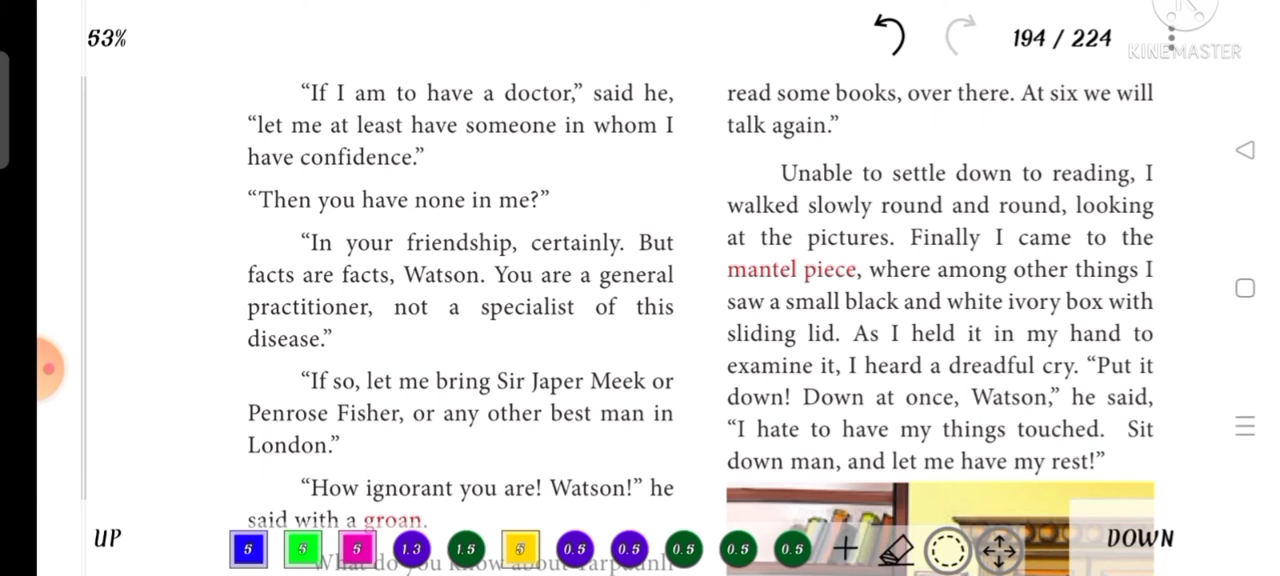 53%
194 / 224
KINEMASTER
“If I am to have a doctor,” said he,
“let me at least have someone in whom I
have confidence.”
“Then you have none in me?”
“In your friendship, certainly. But
facts are facts, Watson. You are a general
practitioner, not a specialist of this
disease.”
“If so, let me bring Sir Japer Meek or
Penrose Fisher, or any other best man in
London.”
“How ignorant you are! Watson!” he
said with a groan.
What do you know about
read some books, over there. At six we will
talk again.”
Unable to settle down to reading, I
walked slowly round and round, looking
at the pictures. Finally I came to the
mantel piece, where among other things I
saw a small black and white ivory box with
sliding lid. As I held it in my hand to
examine it, I heard a dreadful cry. “Put it
down! Down at once, Watson,” he said,
“I hate to have my things touched. Sit
down man, and let me have my rest!”
UP
5 5 5 1.3 1.5 5 0.5 0.5 0.5 0.5 0.5
DOWN